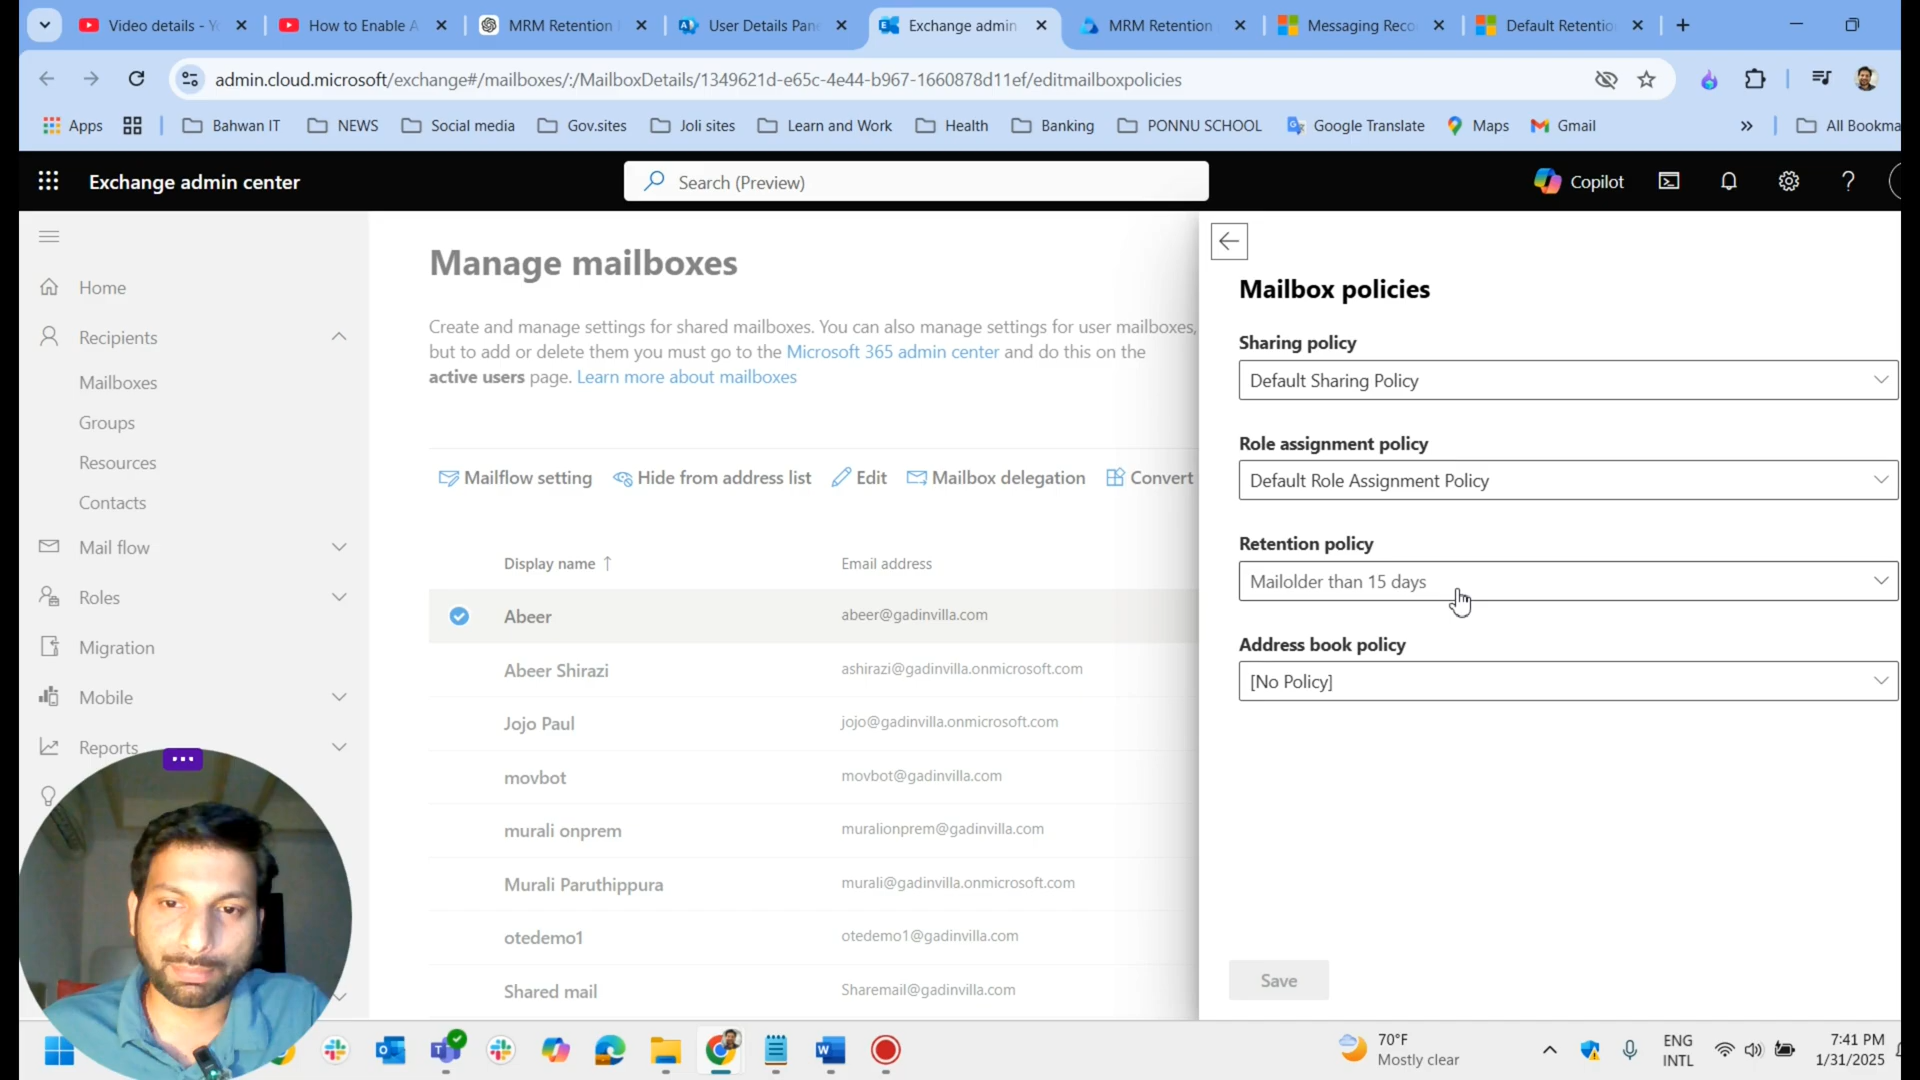 Video details - Y
How to Enable A
MRM Retention
User Details Pan
Exchange admin
MRM Retention
Messaging Reco
Default Retentio
admin.cloud.microsoft/exchange#/mailboxes/:/MailboxDetails/1349621d-e65c-4e44-b967-1660878d11ef/editmailboxpolicies
Apps
Bahwan IT
NEWS
Social media
Gov.sites
Joli sites
Learn and Work
Health
Banking
PONNU SCHOOL
Google Translate
Maps
Gmail
»
All Bookma
Exchange admin center
Search (Preview)
Copilot
Home
Recipients
Mailboxes
Groups
Resources
Contacts
Mail flow
Roles
Migration
Mobile
Reports
Manage mailboxes
Create and manage settings for shared mailboxes. You can also manage settings for user mailboxes,
but to add or delete them you must go to the Microsoft 365 admin center and do this on the
active users page. Learn more about mailboxes
Mailflow setting
Hide from address list
Edit
Mailbox delegation
Convert
Display name ↑
Email address
Abeer
abeer@gadinvilla.com
Abeer Shirazi
ashirazi@gadinvilla.onmicrosoft.com
Jojo Paul
jojo@gadinvilla.onmicrosoft.com
movbot
movbot@gadinvilla.com
murali onprem
muralionprem@gadinvilla.com
Murali Paruthippura
murali@gadinvilla.onmicrosoft.com
otedemo1
otedemo1@gadinvilla.com
Shared mail
Sharemail@gadinvilla.com
Mailbox policies
Sharing policy
Default Sharing Policy
Role assignment policy
Default Role Assignment Policy
Retention policy
Mailolder than 15 days
Address book policy
[No Policy]
Save
70°F
Mostly clear
ENG
INTL
7:41 PM
1/31/2025